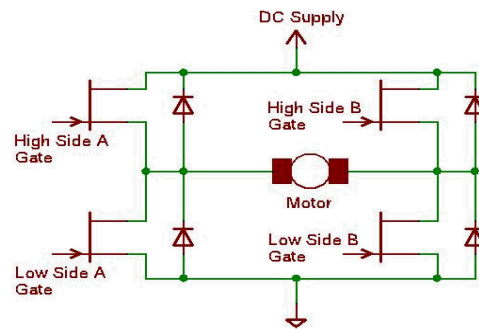 DC Supply
High Side A
Gate
High Side B
Gate
Motor
Low Side A
Gate
Low Side B
Gate